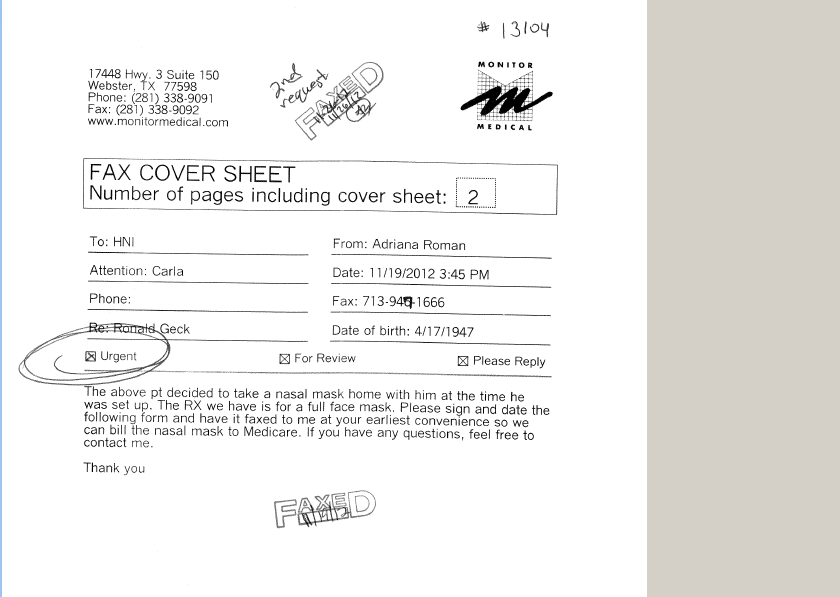 # 13104
17448 Hwy. 3 Suite 150
Webster, TX 77598
Phone: (281) 338-9091
Fax: (281) 338-9092
www.monitormedical.com
2nd
request
FAXED
MONITOR
MEDICAL
FAX COVER SHEET
Number of pages including cover sheet: 2
To: HNI
From: Adriana Roman
Attention: Carla
Date: 11/19/2012 3:45 PM
Phone:
Fax: 713-949-1666
Re: Ronald Geck
Date of birth: 4/17/1947
☒ Urgent ☒ For Review ☒ Please Reply
The above pt decided to take a nasal mask home with him at the time he
was set up. The RX we have is for a full face mask. Please sign and date the
following form and have it faxed to me at your earliest convenience so we
can bill the nasal mask to Medicare. If you have any questions, feel free to
contact me.
Thank you
FAXED